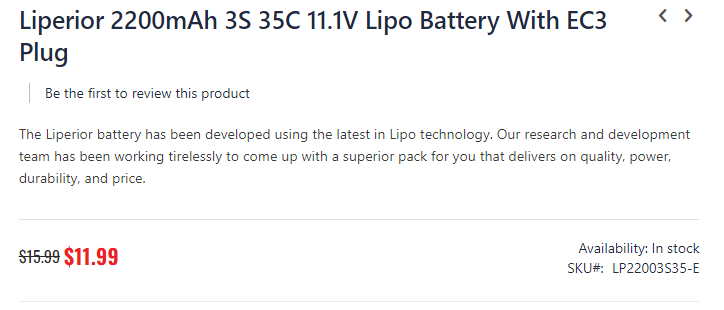 Liperior 2200mAh 3S 35C 11.1V Lipo Battery With EC3
Plug
Be the first to review this product
The Liperior battery has been developed using the latest in Lipo technology. Our research and development
team has been working tirelessly to come up with a superior pack for you that delivers on quality, power,
durability, and price.
$15.99 $11.99
Availability: In stock
SKU#: LP22003S35-E